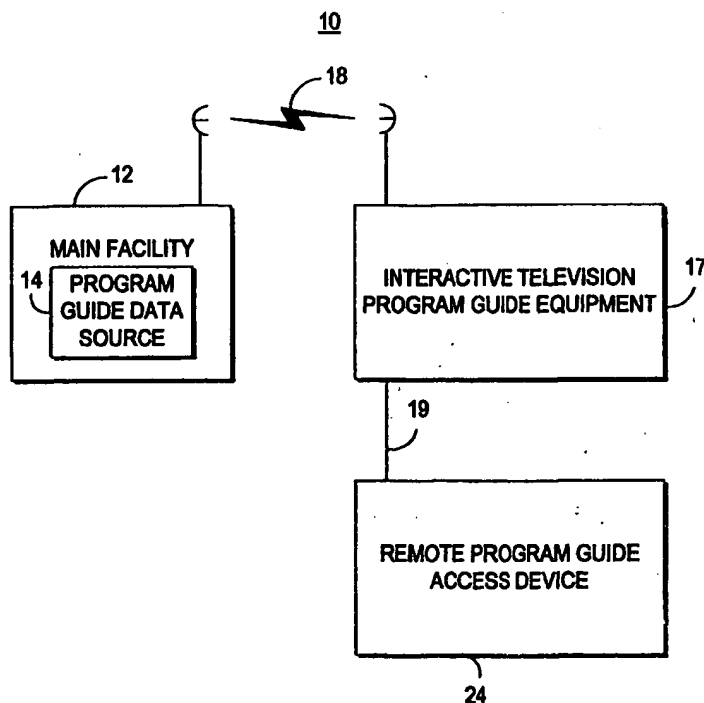 10
18
12
MAIN FACILITY
14
PROGRAM
GUIDE DATA
SOURCE
INTERACTIVE TELEVISION
PROGRAM GUIDE EQUIPMENT
17
19
REMOTE PROGRAM GUIDE
ACCESS DEVICE
24